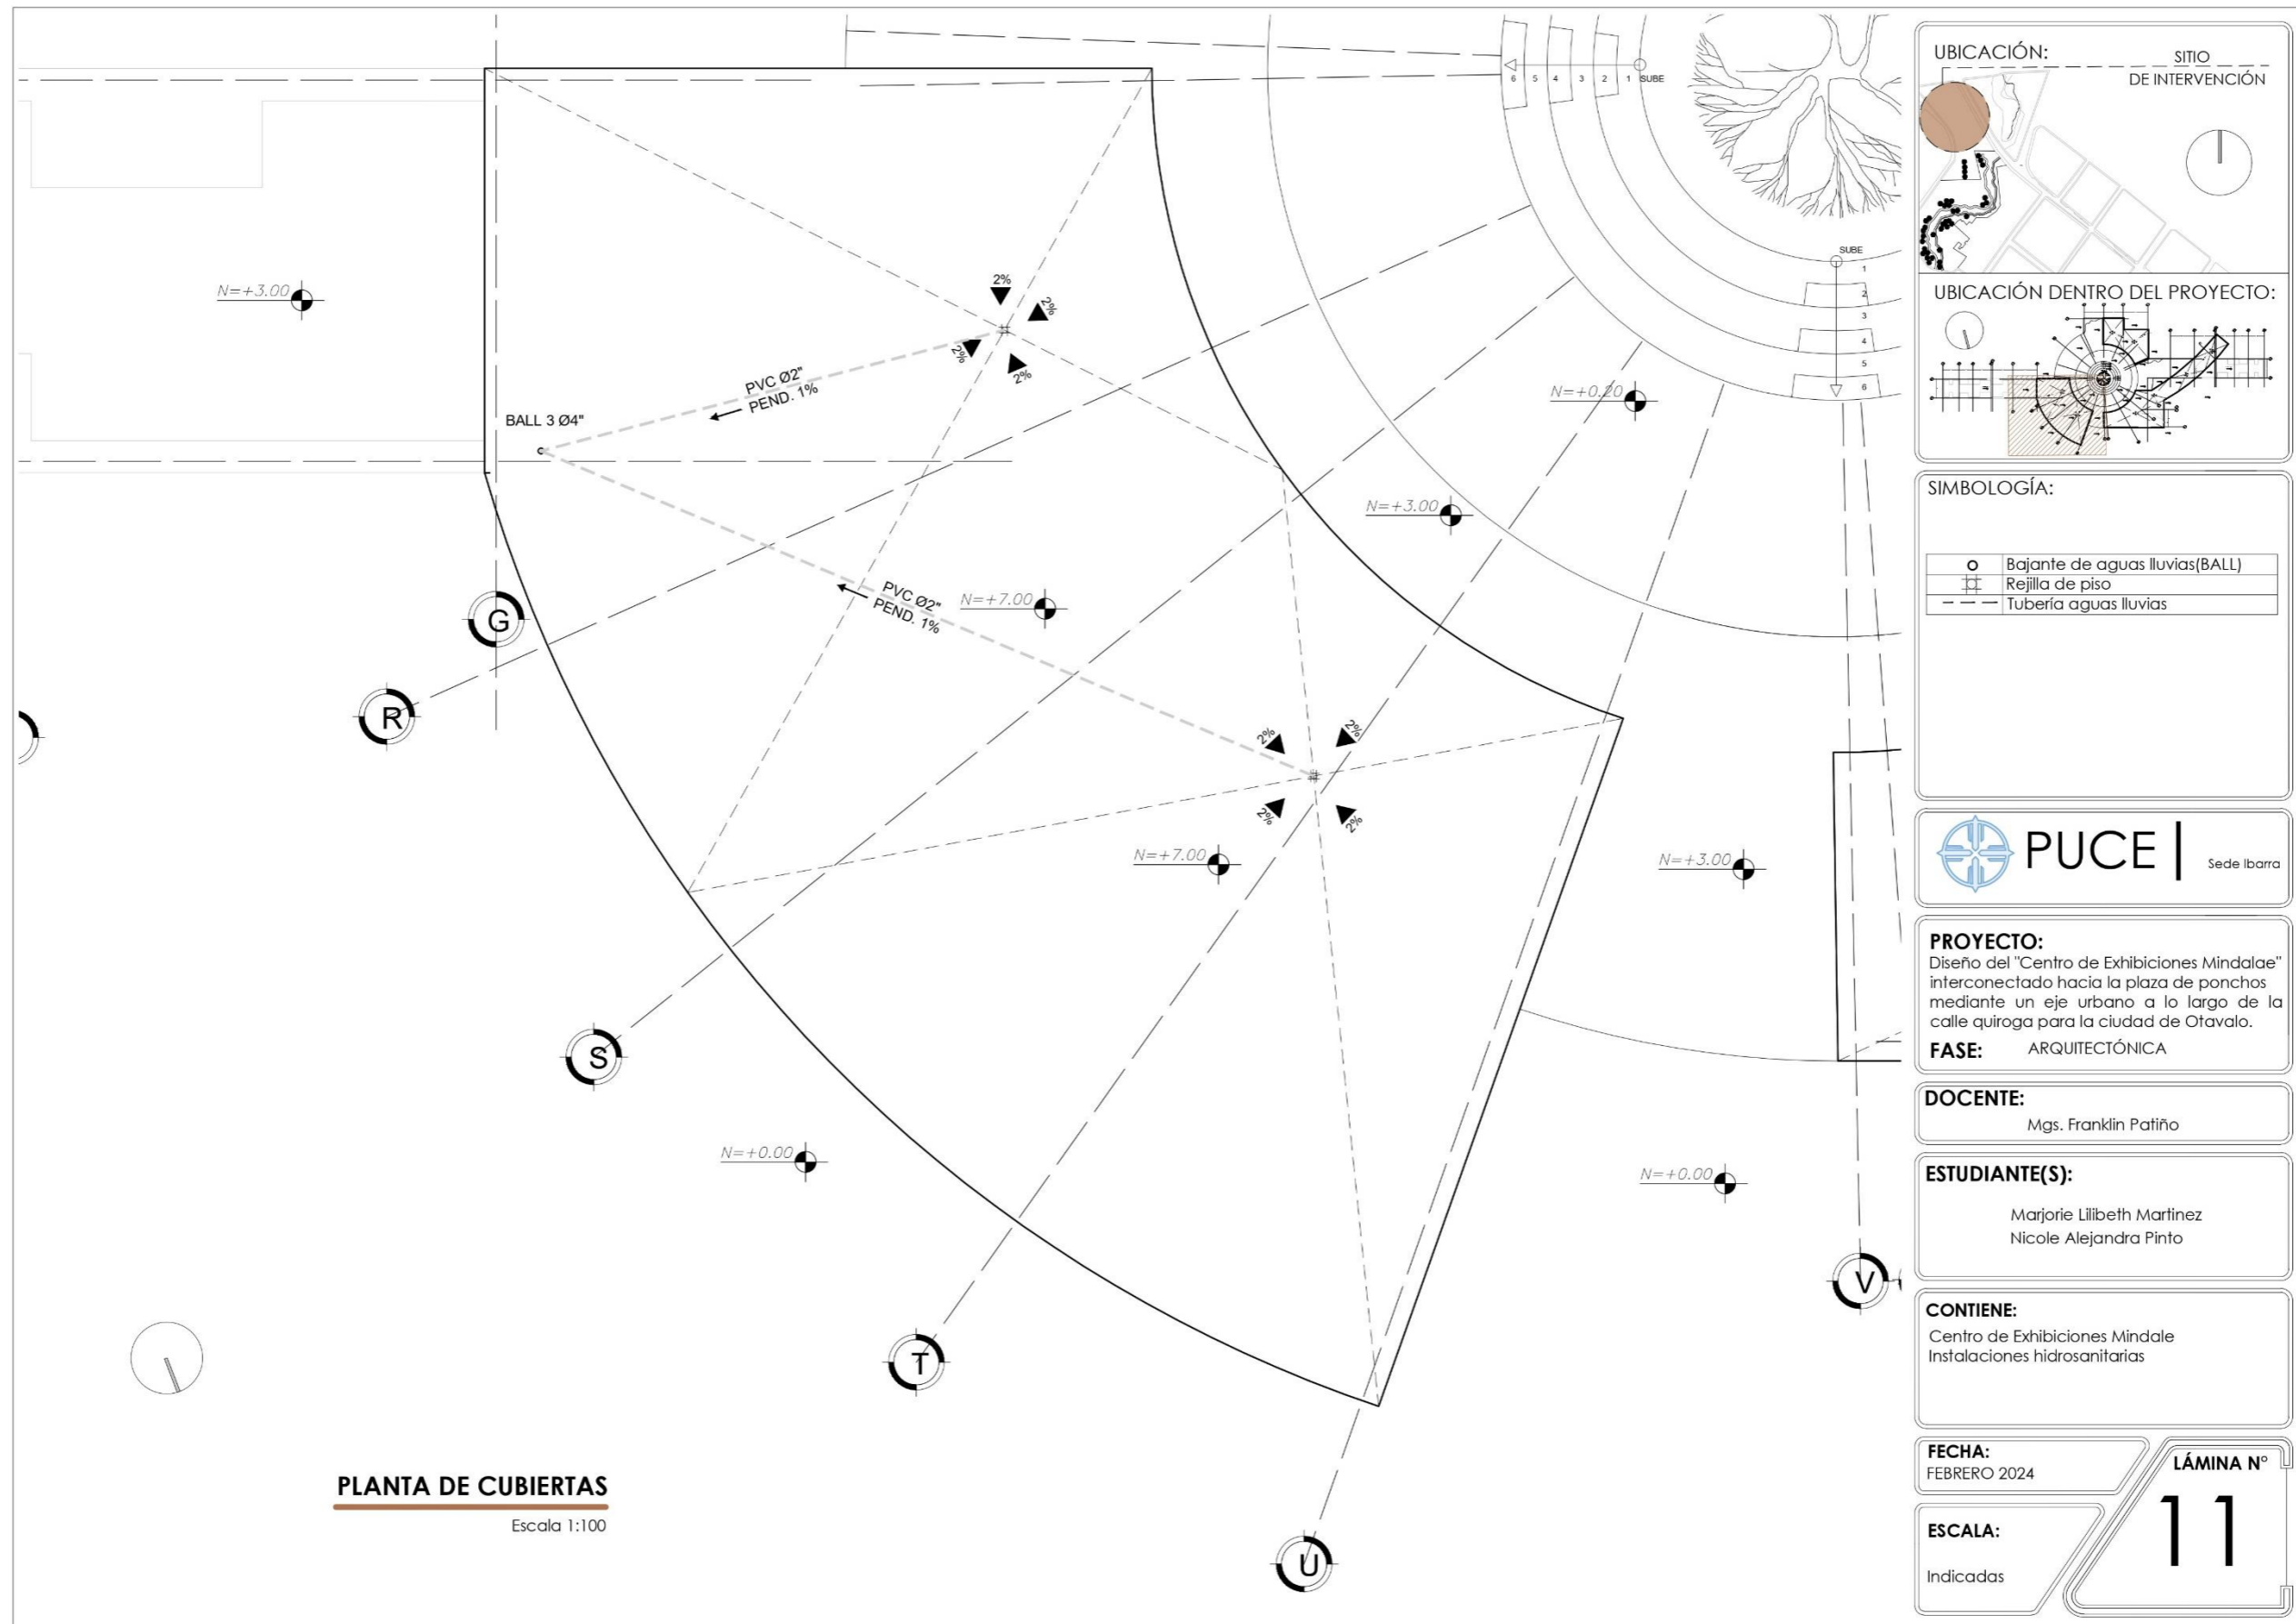 6 5 4 3 2 1 SUBE
SUBE
1
2
3
4
5
6
N=+3.00
2%
2%
2%
2%
PVC Ø2"
PEND. 1%
BALL 3 Ø4"
N=+0.20
N=+3.00
PVC Ø2"
PEND. 1%
N=+7.00
G
R
2%
2%
2%
2%
N=+7.00
N=+3.00
S
N=+0.00
N=+0.00
V
T
U
PLANTA DE CUBIERTAS
Escala 1:100
UBICACIÓN:
SITIO
DE INTERVENCIÓN
UBICACIÓN DENTRO DEL PROYECTO:
SIMBOLOGÍA:
Bajante de aguas lluvias(BALL)
Rejilla de piso
Tubería aguas lluvias
PUCE
Sede Ibarra
PROYECTO:
Diseño del "Centro de Exhibiciones Mindalae"
interconectado hacia la plaza de ponchos
mediante un eje urbano a lo largo de la
calle quiroga para la ciudad de Otavalo.
FASE: ARQUITECTÓNICA
DOCENTE:
Mgs. Franklin Patiño
ESTUDIANTE(S):
Marjorie Lilibeth Martinez
Nicole Alejandra Pinto
CONTIENE:
Centro de Exhibiciones Mindale
Instalaciones hidrosanitarias
FECHA:
FEBRERO 2024
LÁMINA N°
11
ESCALA:
Indicadas